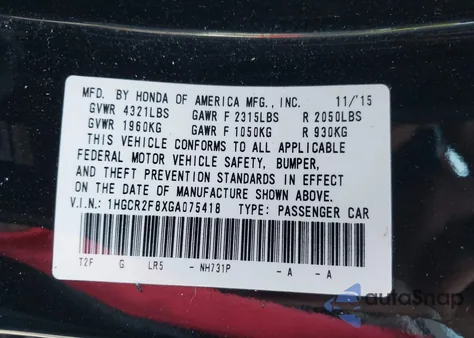 MFD. BY HONDA OF AMERICA MFG., INC. 11/'15
GVWR 4321LBS GAWR F 2315LBS R 2050LBS
GVWR 1960KG GAWR F 1050KG R 930KG
THIS VEHICLE CONFORMS TO ALL APPLICABLE
FEDERAL MOTOR VEHICLE SAFETY, BUMPER,
AND THEFT PREVENTION STANDARDS IN EFFECT
ON THE DATE OF MANUFACTURE SHOWN ABOVE.
V.I.N.: 1HGCR2F8XGA075418 TYPE: PASSENGER CAR
T2F G LR5 - NH731P - A - A
autoSnap